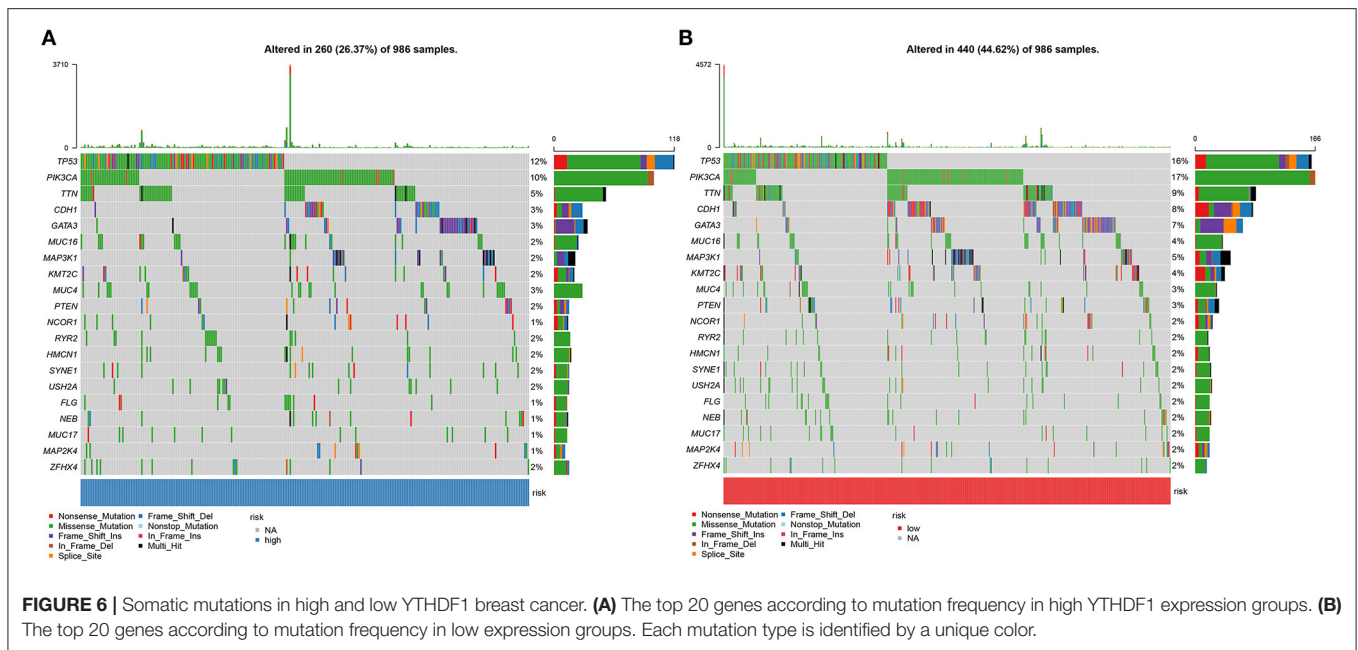 A
Altered in 260 (26.37%) of 986 samples.
3710
0
0
118
TP53 12%
PIK3CA 10%
TTN 5%
CDH1 3%
GATA3 3%
MUC16 2%
MAP3K1 2%
KMT2C 2%
MUC4 3%
PTEN 2%
NCOR1 1%
RYR2 2%
HMCN1 2%
SYNE1 2%
USH2A 2%
FLG 1%
NEB 1%
MUC17 1%
MAP2K4 1%
ZFHX4 2%
risk
Nonsense_Mutation Frame_Shift_Del risk
Missense_Mutation Nonstop_Mutation NA
Frame_Shift_Ins In_Frame_Ins high
In_Frame_Del Multi_Hit
Splice_Site
B
Altered in 440 (44.62%) of 986 samples.
4572
0
0
166
TP53 16%
PIK3CA 17%
TTN 9%
CDH1 8%
GATA3 7%
MUC16 4%
MAP3K1 5%
KMT2C 4%
MUC4 3%
PTEN 3%
NCOR1 2%
RYR2 2%
HMCN1 2%
SYNE1 2%
USH2A 2%
FLG 2%
NEB 2%
MUC17 2%
MAP2K4 2%
ZFHX4 2%
risk
Nonsense_Mutation Frame_Shift_Del risk
Missense_Mutation Nonstop_Mutation low
Frame_Shift_Ins In_Frame_Ins NA
In_Frame_Del Multi_Hit
Splice_Site
FIGURE 6 | Somatic mutations in high and low YTHDF1 breast cancer. (A) The top 20 genes according to mutation frequency in high YTHDF1 expression groups. (B)
The top 20 genes according to mutation frequency in low expression groups. Each mutation type is identified by a unique color.